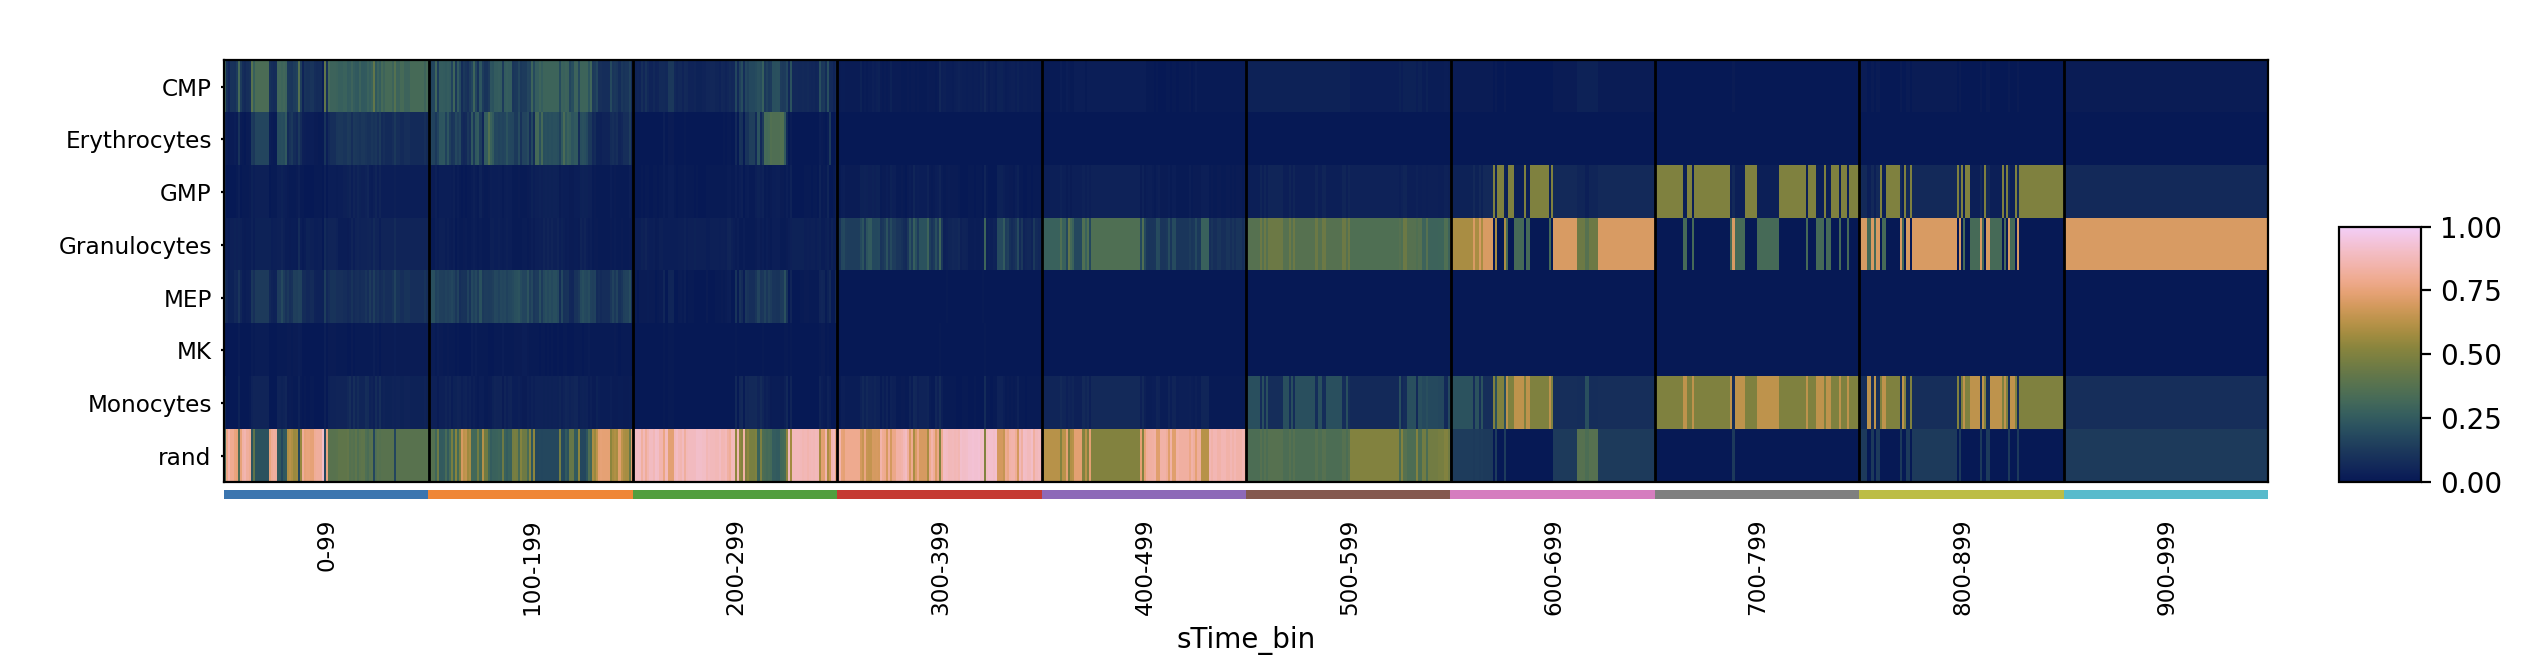 CMP
Erythrocytes
GMP
Granulocytes
MEP
MK
Monocytes
rand
0-99
100-199
200-299
300-399
400-499
500-599
600-699
700-799
800-899
900-999
sTime_bin
1.00
0.75
0.50
0.25
0.00